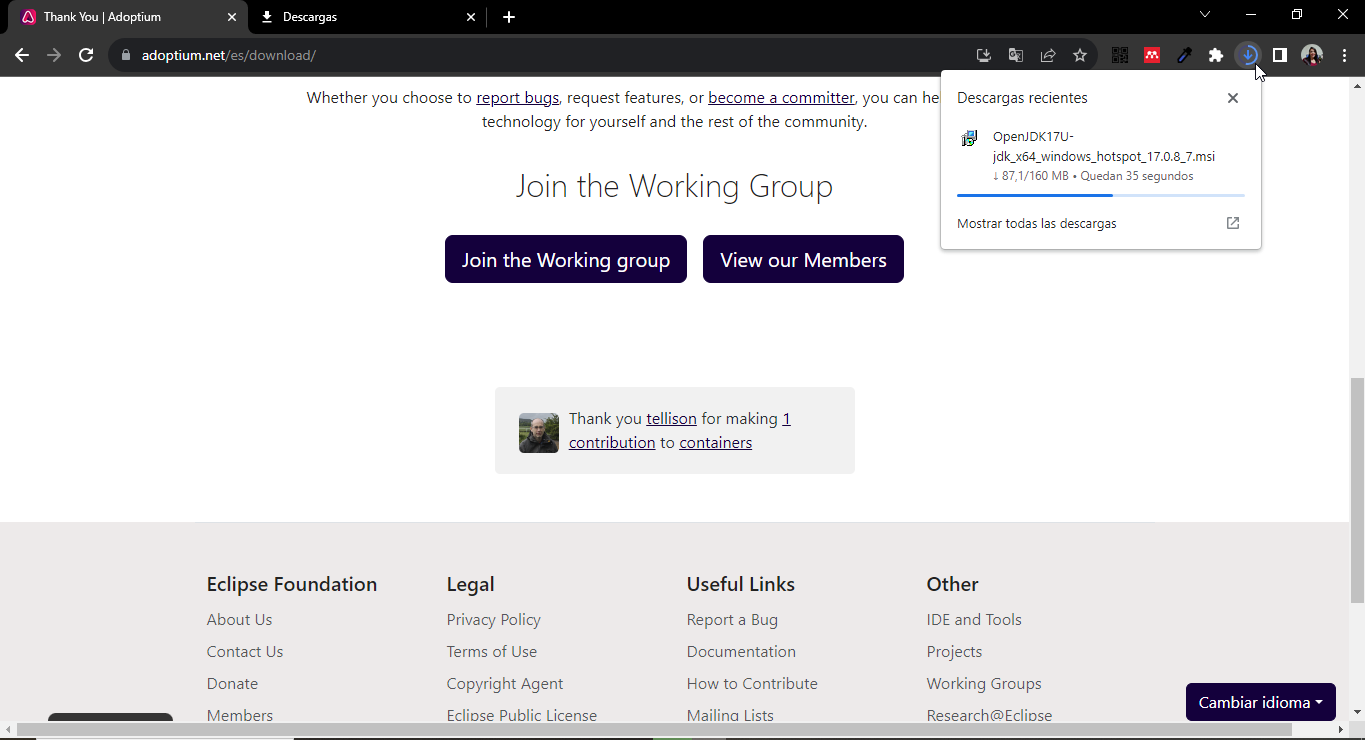 Thank You | Adoptium
Descargas
adoptium.net/es/download/
Whether you choose to report bugs, request features, or become a committer, you can he
technology for yourself and the rest of the community.
Descargas recientes
OpenJDK17U-
jdk_x64_windows_hotspot_17.0.8_7.msi
↓ 87,1/160 MB • Quedan 35 segundos
Mostrar todas las descargas
Join the Working Group
Join the Working group
View our Members
Thank you tellison for making 1
contribution to containers
Eclipse Foundation
About Us
Contact Us
Donate
Members
Legal
Privacy Policy
Terms of Use
Copyright Agent
Eclipse Public License
Useful Links
Report a Bug
Documentation
How to Contribute
Mailing Lists
Other
IDE and Tools
Projects
Working Groups
Research@Eclipse
Cambiar idioma